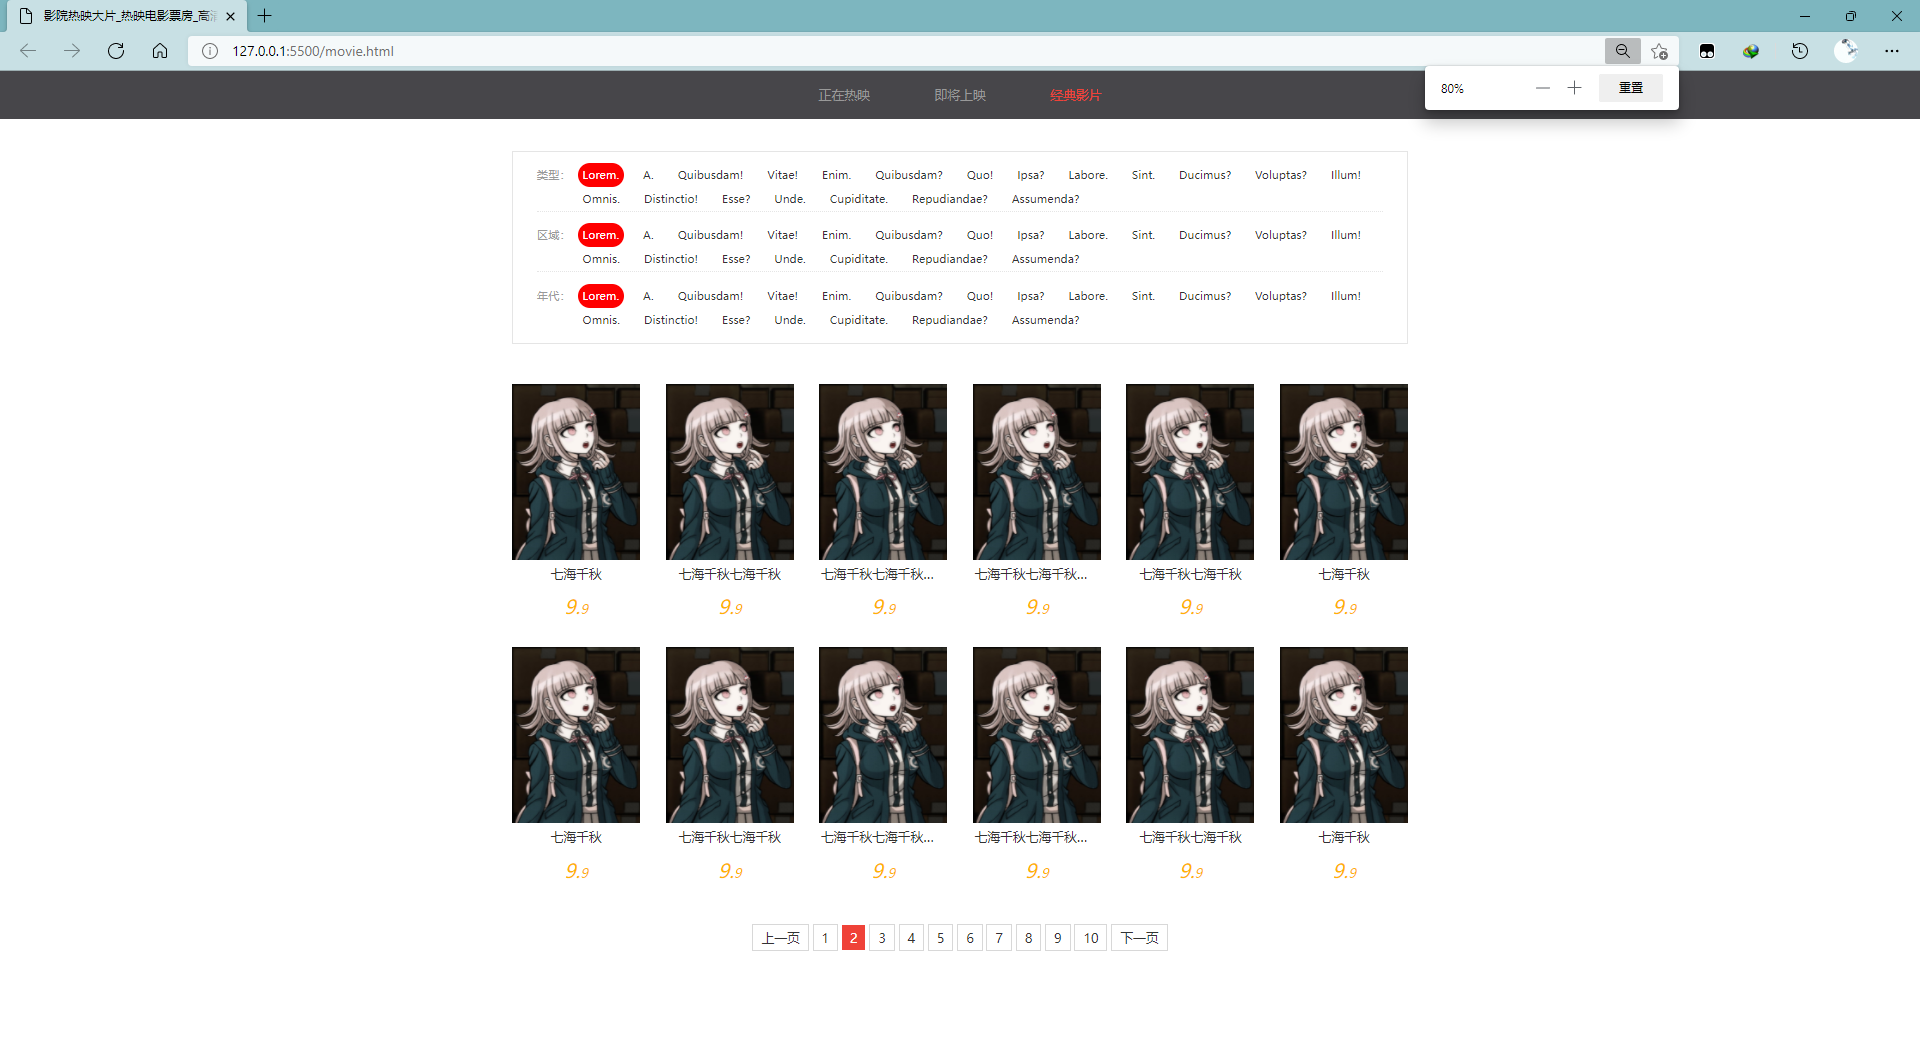 影院热映大片_热映电影票房_高清
127.0.0.1:5500/movie.html
80% 重置
正在热映 即将上映 经典影片
类型: Lorem. A. Quibusdam! Vitae! Enim. Quibusdam? Quo! Ipsa? Labore. Sint. Ducimus? Voluptas? Illum!
Omnis. Distinctio! Esse? Unde. Cupiditate. Repudiandae? Assumenda?
区域: Lorem. A. Quibusdam! Vitae! Enim. Quibusdam? Quo! Ipsa? Labore. Sint. Ducimus? Voluptas? Illum!
Omnis. Distinctio! Esse? Unde. Cupiditate. Repudiandae? Assumenda?
年代: Lorem. A. Quibusdam! Vitae! Enim. Quibusdam? Quo! Ipsa? Labore. Sint. Ducimus? Voluptas? Illum!
Omnis. Distinctio! Esse? Unde. Cupiditate. Repudiandae? Assumenda?
七海千秋 七海千秋七海千秋 七海千秋七海千秋... 七海千秋七海千秋... 七海千秋七海千秋 七海千秋
9.9 9.9 9.9 9.9 9.9 9.9
七海千秋 七海千秋七海千秋 七海千秋七海千秋... 七海千秋七海千秋... 七海千秋七海千秋 七海千秋
9.9 9.9 9.9 9.9 9.9 9.9
上一页 1 2 3 4 5 6 7 8 9 10 下一页